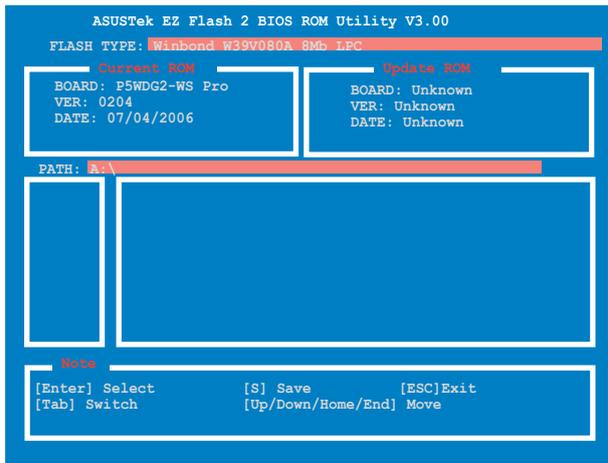 ASUSTek EZ Flash 2 BIOS ROM Utility V3.00
FLASH TYPE: Winbond W39V080A 8Mb LPC
Current ROM
BOARD: P5WDG2-WS Pro
VER: 0204
DATE: 07/04/2006
Update ROM
BOARD: Unknown
VER: Unknown
DATE: Unknown
PATH: A:\
Note
[Enter] Select [S] Save [ESC]Exit
[Tab] Switch [Up/Down/Home/End] Move